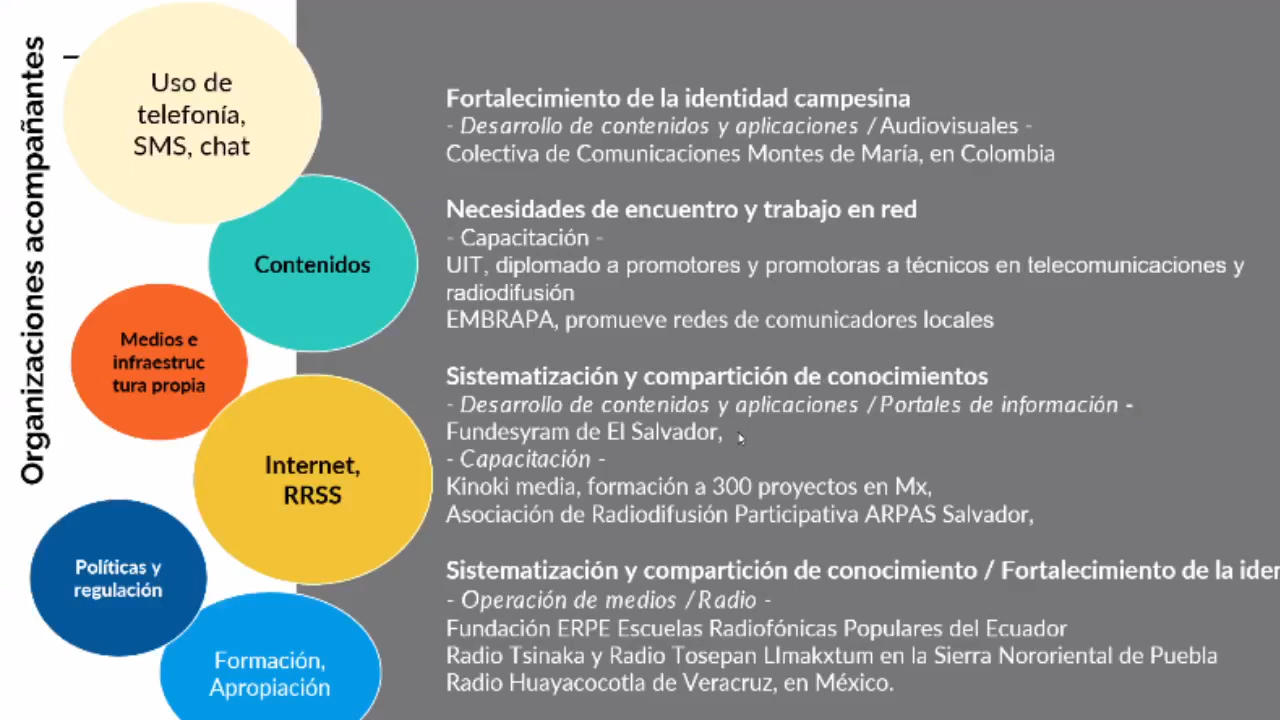 Organizaciones acompañantes
Uso de
telefonía,
SMS, chat
Contenidos
Medios e
infraestruc
tura propia
Internet,
RRSS
Políticas y
regulación
Formación,
Apropiación
Fortalecimiento de la identidad campesina
- Desarrollo de contenidos y aplicaciones / Audiovisuales -
Colectiva de Comunicaciones Montes de María, en Colombia
Necesidades de encuentro y trabajo en red
- Capacitación -
UIT, diplomado a promotores y promotoras a técnicos en telecomunicaciones y
radiodifusión
EMBRAPA, promueve redes de comunicadores locales
Sistematización y compartición de conocimientos
- Desarrollo de contenidos y aplicaciones / Portales de información -
Fundesyram de El Salvador,
- Capacitación -
Kinoki media, formación a 300 proyectos en Mx,
Asociación de Radiodifusión Participativa ARPAS Salvador,
Sistematización y compartición de conocimiento / Fortalecimiento de la iden
- Operación de medios / Radio -
Fundación ERPE Escuelas Radiofónicas Populares del Ecuador
Radio Tsinaka y Radio Tosepan LImakxtum en la Sierra Nororiental de Puebla
Radio Huayacocotla de Veracruz, en México.